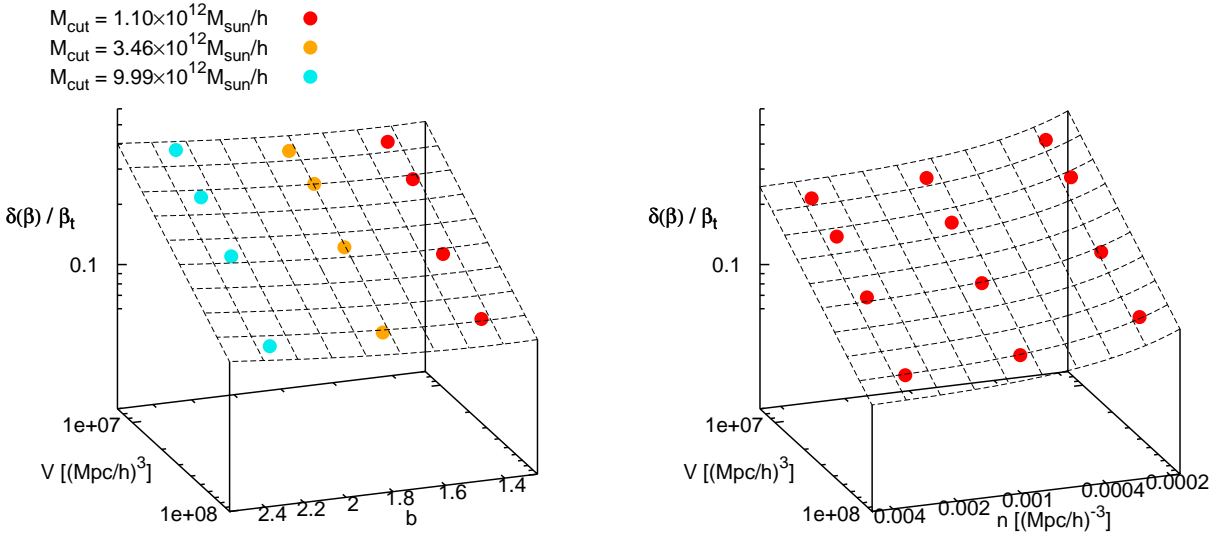 M_cut = 1.10×10^12 M_sun/h
M_cut = 3.46×10^12 M_sun/h
M_cut = 9.99×10^12 M_sun/h
δ(β) / β_t
0.1
1e+07
V [(Mpc/h)^3]
1e+08
2.4 2.2 2 1.8 1.6 1.4
b
δ(β) / β_t
0.1
1e+07
V [(Mpc/h)^3]
1e+08
0.004 0.002 0.001 0.0004 0.0002
n [(Mpc/h)^-3]